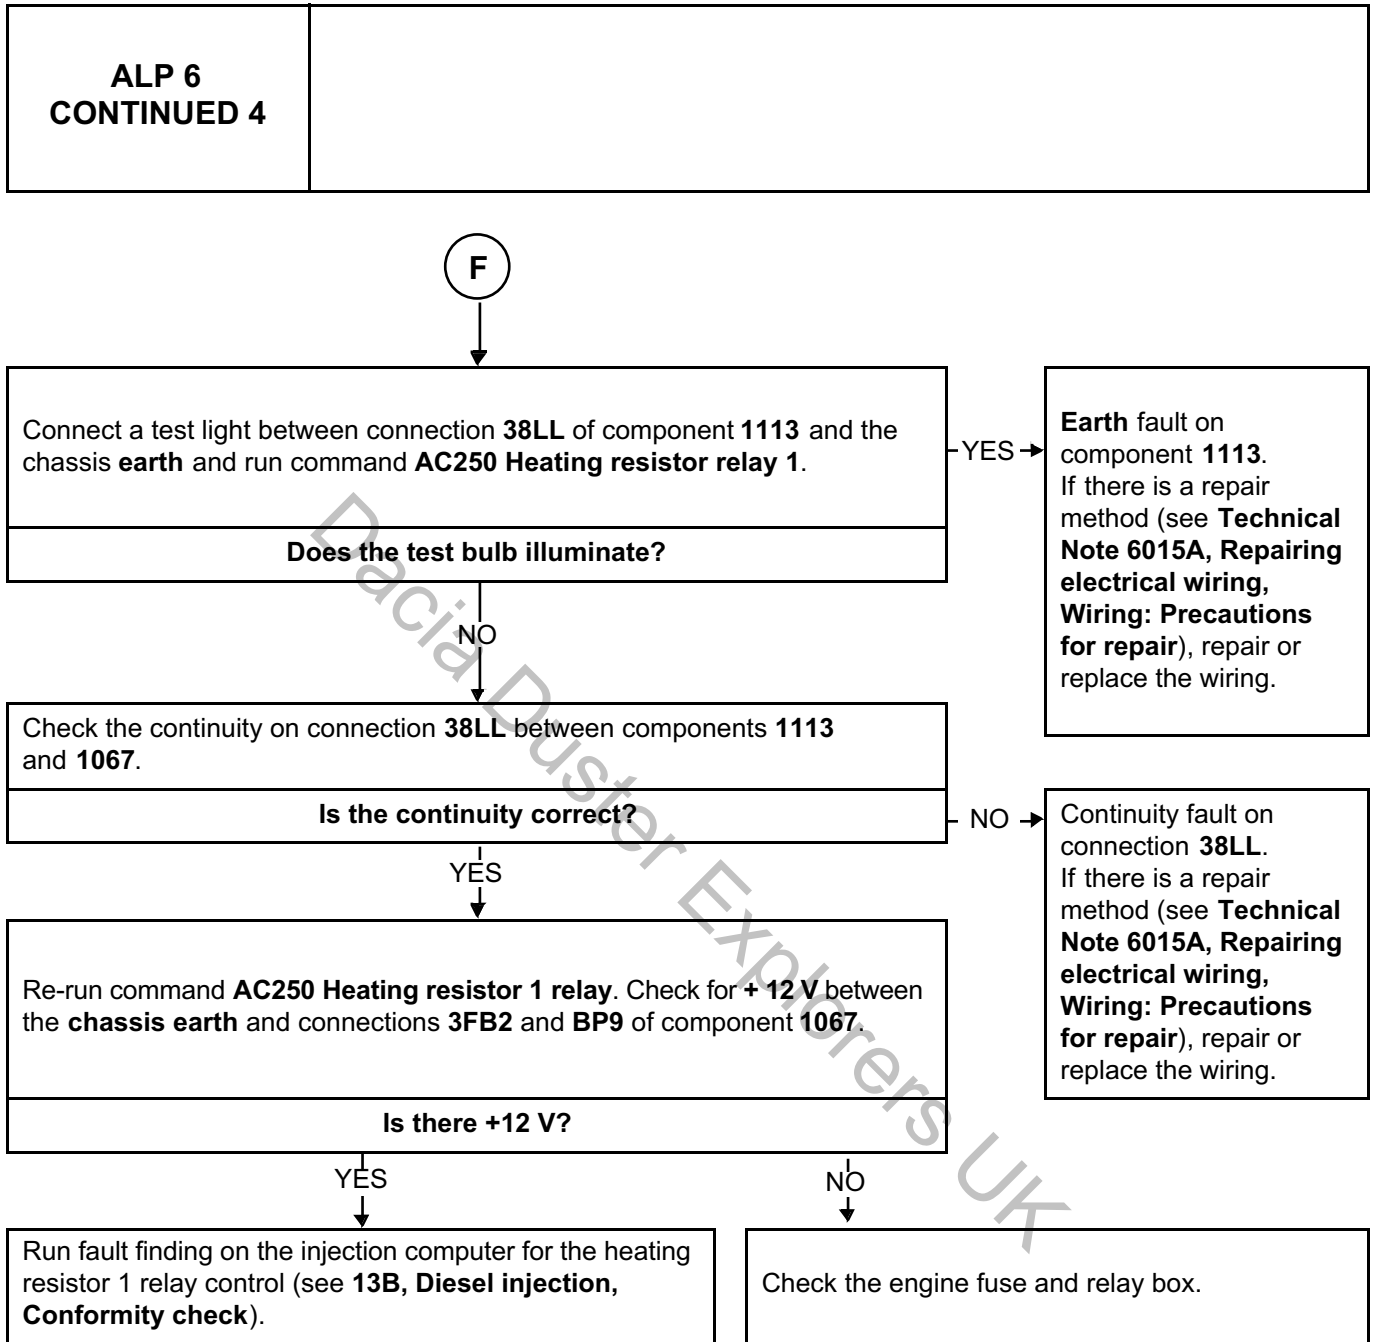 ALP 6
CONTINUED 4
F
Connect a test light between connection 38LL of component 1113 and the
chassis earth and run command AC250 Heating resistor relay 1.
Does the test bulb illuminate?
YES
Earth fault on
component 1113.
If there is a repair
method (see Technical
Note 6015A, Repairing
electrical wiring,
Wiring: Precautions
for repair), repair or
replace the wiring.
NO
Check the continuity on connection 38LL between components 1113
and 1067.
Is the continuity correct?
NO
Continuity fault on
connection 38LL.
If there is a repair
method (see Technical
Note 6015A, Repairing
electrical wiring,
Wiring: Precautions
for repair), repair or
replace the wiring.
YES
Re-run command AC250 Heating resistor 1 relay. Check for + 12 V between
the chassis earth and connections 3FB2 and BP9 of component 1067.
Is there +12 V?
YES
NO
Run fault finding on the injection computer for the heating
resistor 1 relay control (see 13B, Diesel injection,
Conformity check).
Check the engine fuse and relay box.
Dacia Duster Explorers UK